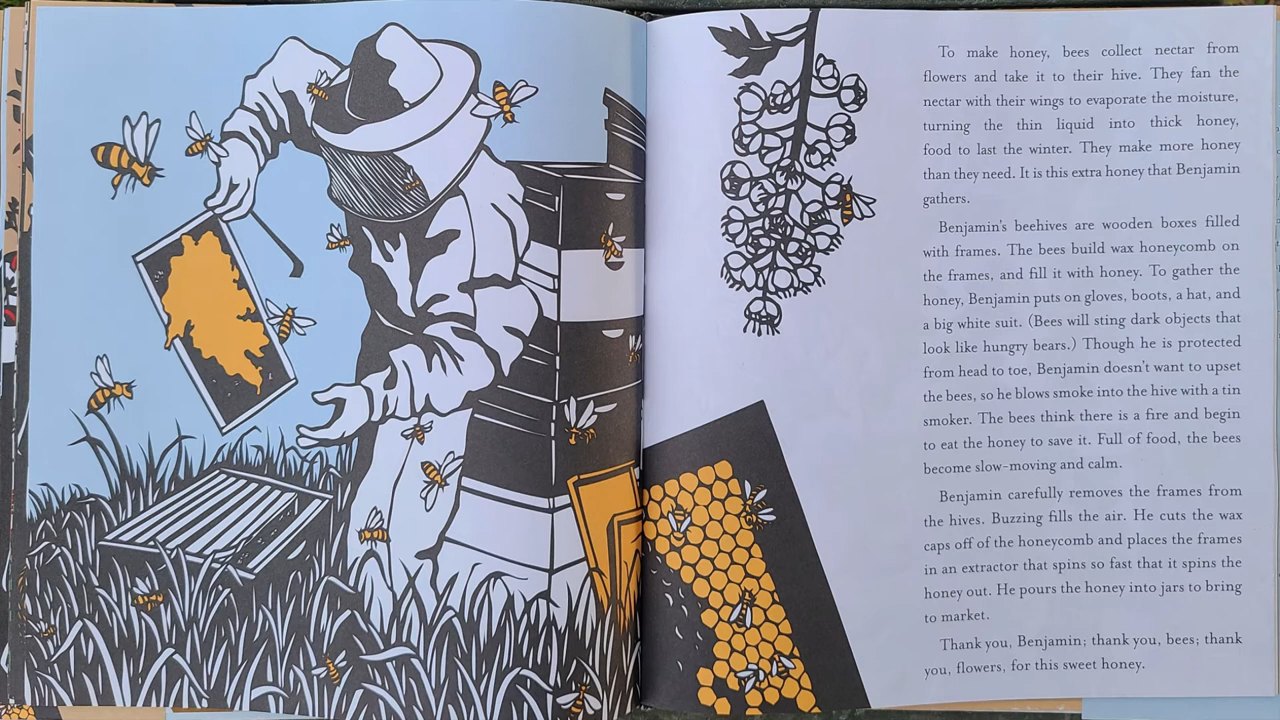 To make honey, bees collect nectar from
flowers and take it to their hive. They fan the
nectar with their wings to evaporate the moisture,
turning the thin liquid into thick honey,
food to last the winter. They make more honey
than they need. It is this extra honey that Benjamin
gathers.
Benjamin's beehives are wooden boxes filled
with frames. The bees build wax honeycomb on
the frames, and fill it with honey. To gather the
honey, Benjamin puts on gloves, boots, a hat, and
a big white suit. (Bees will sting dark objects that
look like hungry bears.) Though he is protected
from head to toe, Benjamin doesn't want to upset
the bees, so he blows smoke into the hive with a tin
smoker. The bees think there is a fire and begin
to eat the honey to save it. Full of food, the bees
become slow-moving and calm.
Benjamin carefully removes the frames from
the hives. Buzzing fills the air. He cuts the wax
caps off of the honeycomb and places the frames
in an extractor that spins so fast that it spins the
honey out. He pours the honey into jars to bring
to market.
Thank you, Benjamin; thank you, bees; thank
you, flowers, for this sweet honey.